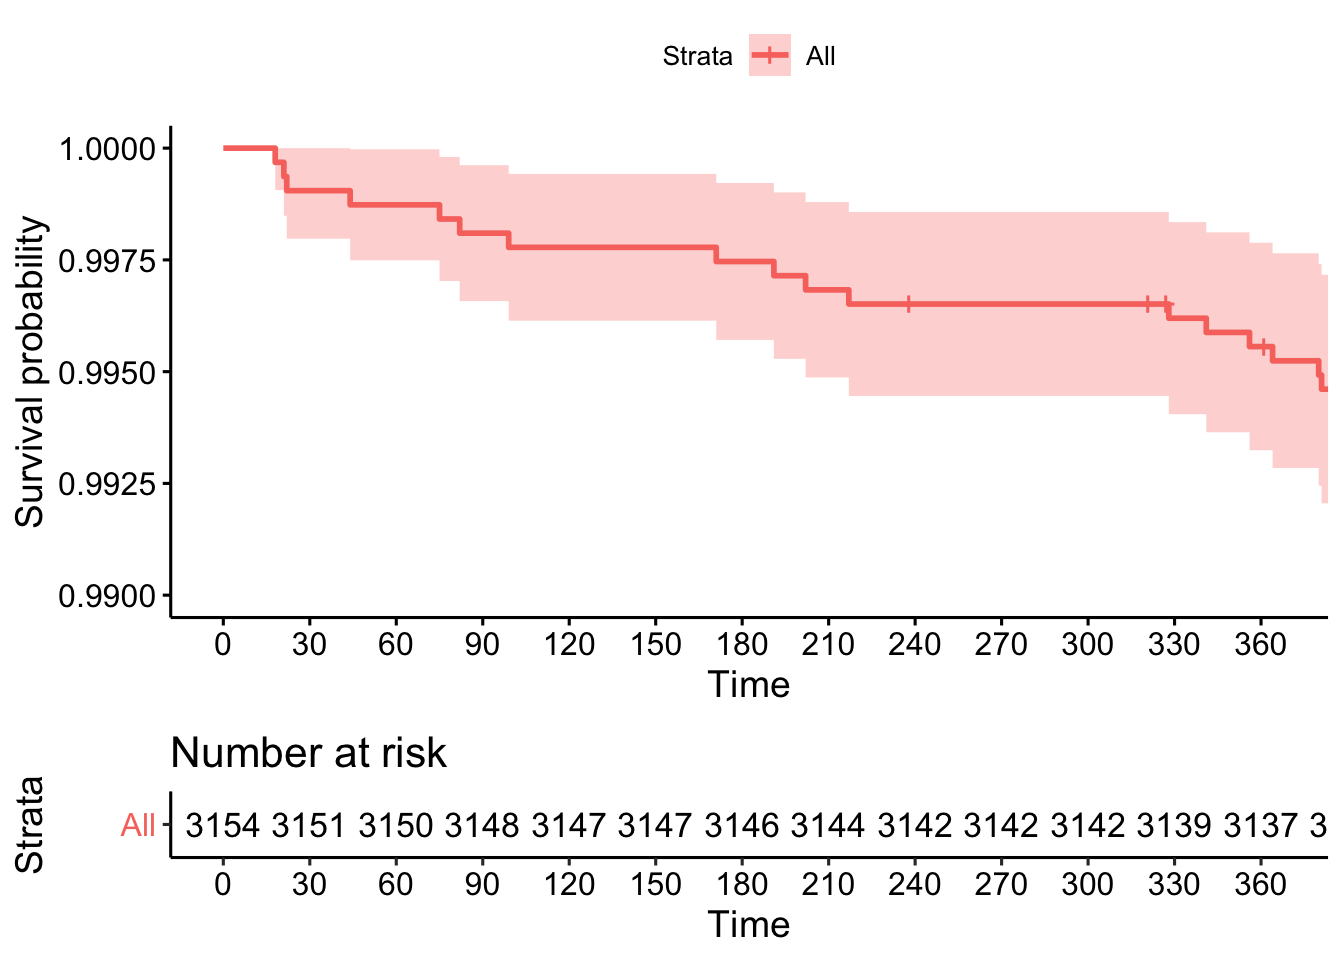 Strata All
Survival probability
1.0000
0.9975
0.9950
0.9925
0.9900
0 30 60 90 120 150 180 210 240 270 300 330 360
Time
Number at risk
Strata
All 3154 3151 3150 3148 3147 3147 3146 3144 3142 3142 3142 3139 3137 3
0 30 60 90 120 150 180 210 240 270 300 330 360
Time